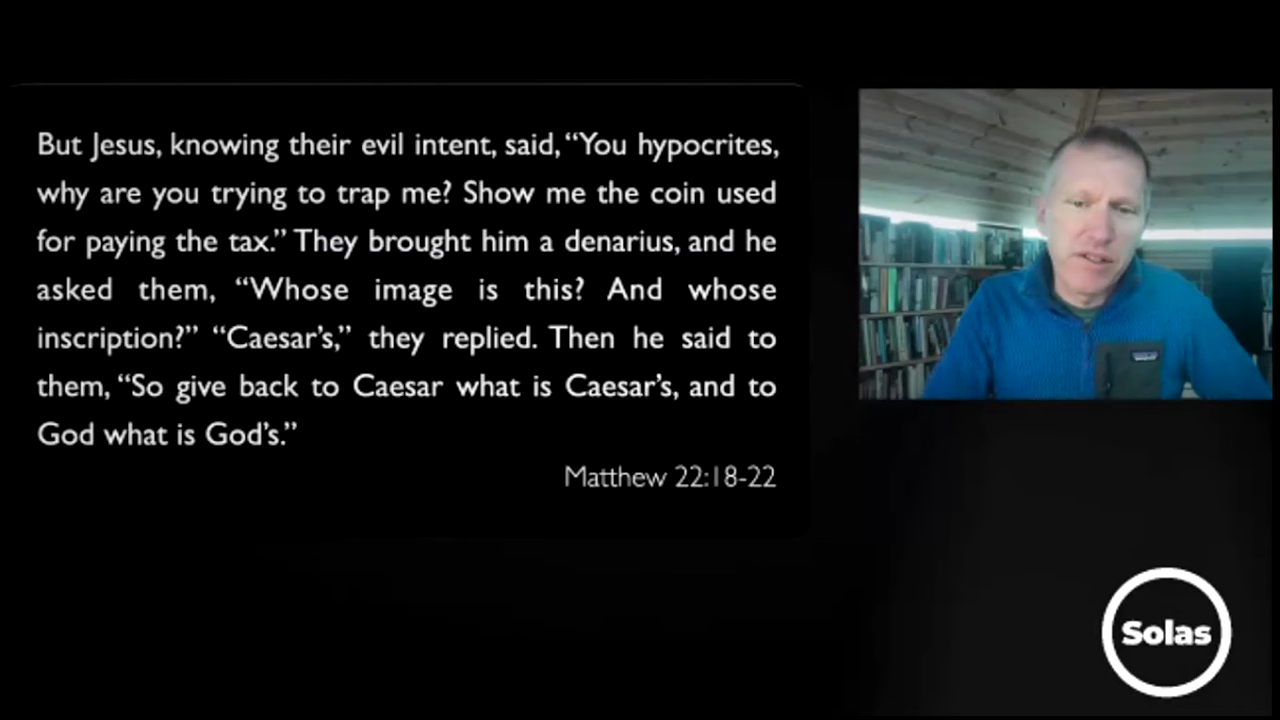 But Jesus, knowing their evil intent, said, “You hypocrites,
why are you trying to trap me? Show me the coin used
for paying the tax.” They brought him a denarius, and he
asked them, “Whose image is this? And whose
inscription?” “Caesar’s,” they replied. Then he said to
them, “So give back to Caesar what is Caesar’s, and to
God what is God’s.”
Matthew 22:18-22
Solas